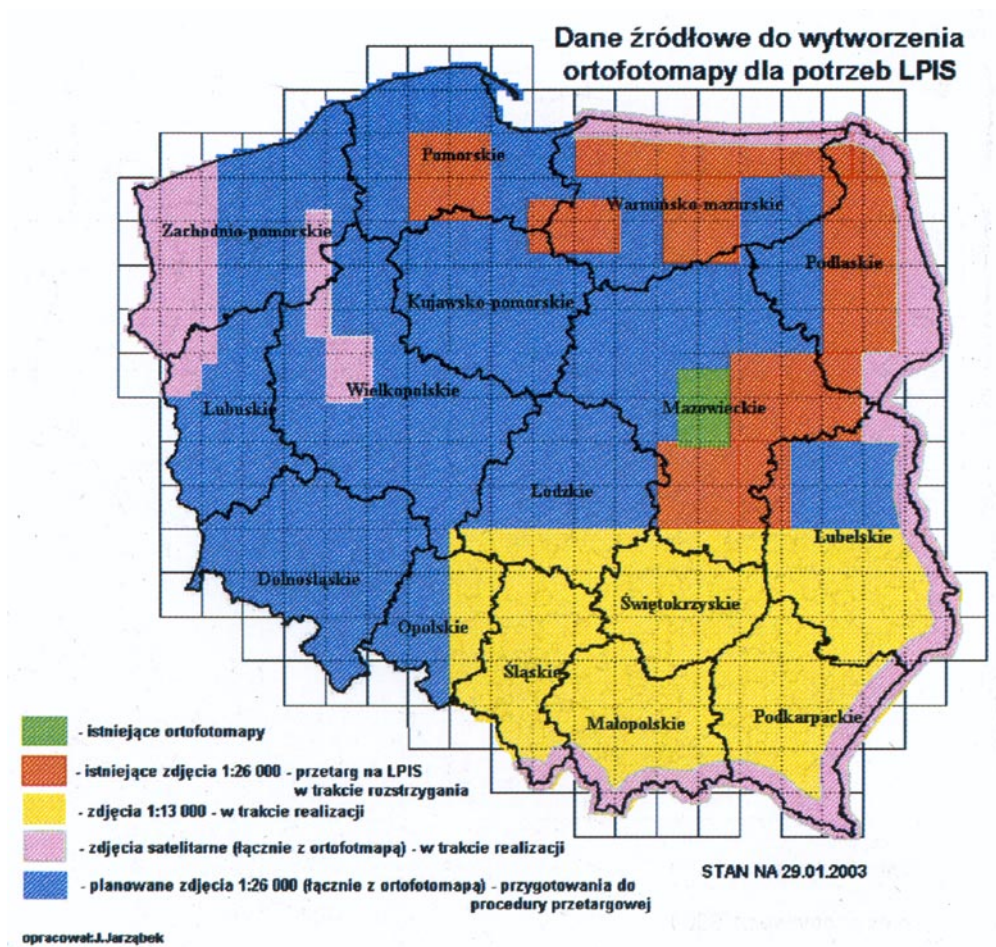 Dane źródłowe do wytworzenia
ortofotomapy dla potrzeb LPIS
Pomorskie
Warmińsko-mazurskie
Zachodnio-pomorskie
Podlaskie
Kujawsko-pomorskie
Wielkopolskie
Lubuskie
Mazowieckie
Łodzkie
Lubelskie
Dolnośląskie
Świętokrzyskie
Opolskie
Śląskie
Małopolskie
Podkarpackie
- istniejące ortofotomapy
- istniejące zdjęcia 1:26 000 - przetarg na LPIS
w trakcie rozstrzygania
- zdjęcia 1:13 000 - w trakcie realizacji
- zdjęcia satelitarne (łącznie z ortofotmapą) - w trakcie realizacji
- planowane zdjęcia 1:26 000 (łącznie z ortofotomapą) - przygotowania do
procedury przetargowej
STAN NA 29.01.2003
opracował:J.Jarząbek